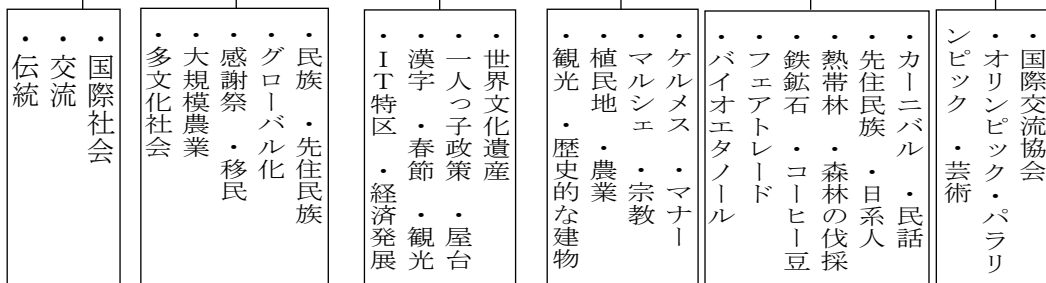 ・国際交流協会
・オリンピック・パラリ
ンピック ・芸術
・カーニバル ・民話
・先住民族 ・日系人
・熱帯林 ・森林の伐採
・鉄鉱石 ・コーヒー豆
・フェアトレード
・バイオエタノール
・ケルメス ・マナー
・マルシェ ・宗教
・植民地 ・農業
・観光 ・歴史的な建物
・世界文化遺産
・一人っ子政策 ・屋台
・漢字 ・春節 ・観光
・IT特区 ・経済発展
・民族 ・先住民族
・グローバル化
・感謝祭 ・移民
・大規模農業
・多文化社会
・国際社会
・交流
・伝統